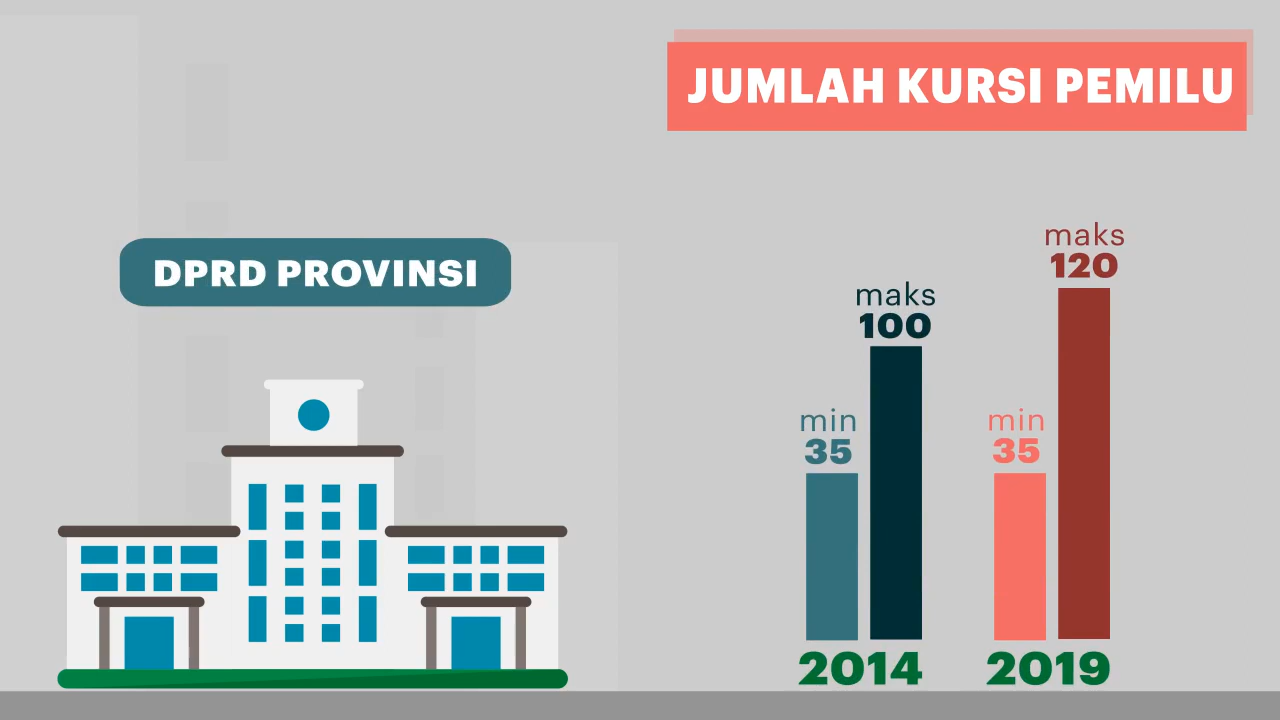 JUMLAH KURSI PEMILU
DPRD PROVINSI
min
35
maks
100
min
35
maks
120
2014
2019